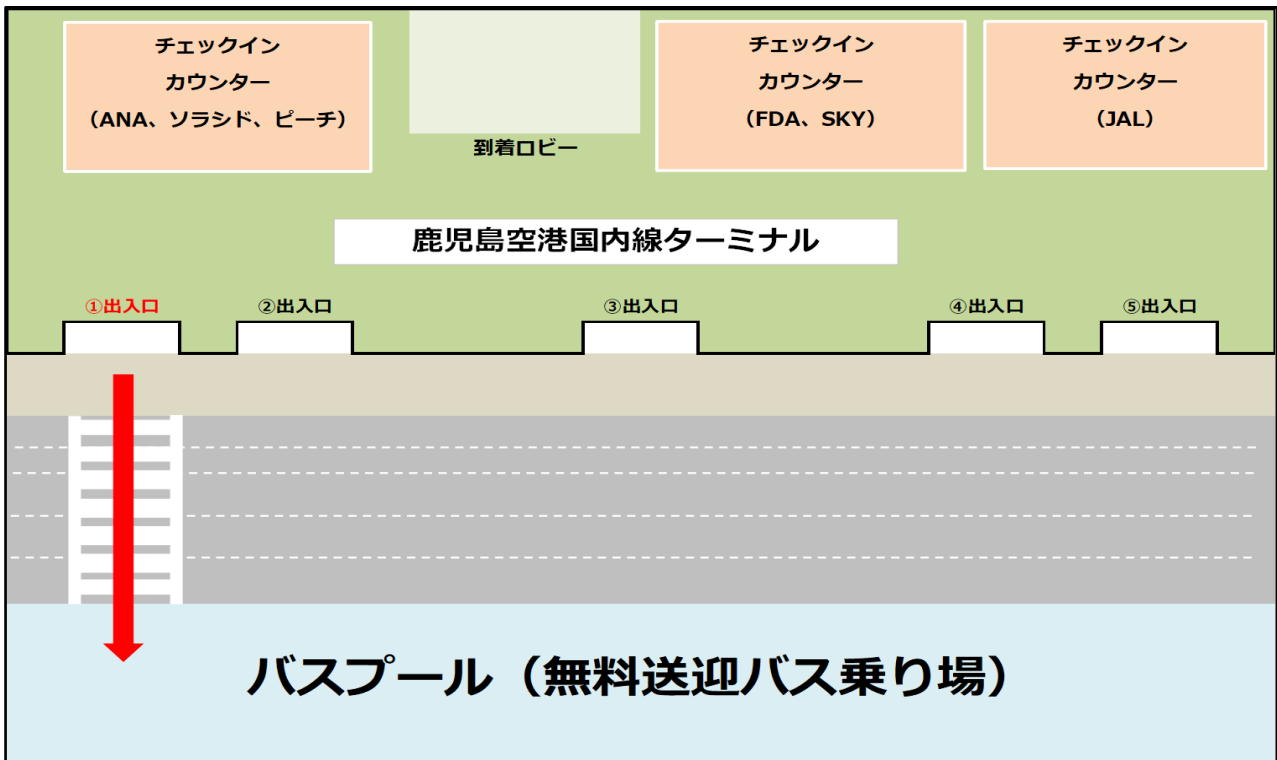 チェックイン
カウンター
（ANA、ソラシド、ピーチ）
到着ロビー
チェックイン
カウンター
（FDA、SKY）
チェックイン
カウンター
（JAL）
鹿児島空港国内線ターミナル
①出入口
②出入口
③出入口
④出入口
⑤出入口
バスプール（無料送迎バス乗り場）